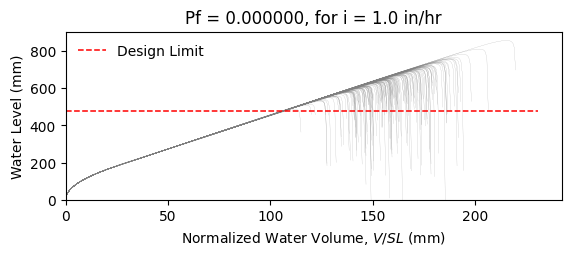 Pf = 0.000000, for i = 1.0 in/hr
Design Limit
Water Level (mm)
800
600
400
200
0
0 50 100 150 200
Normalized Water Volume, V/SL (mm)